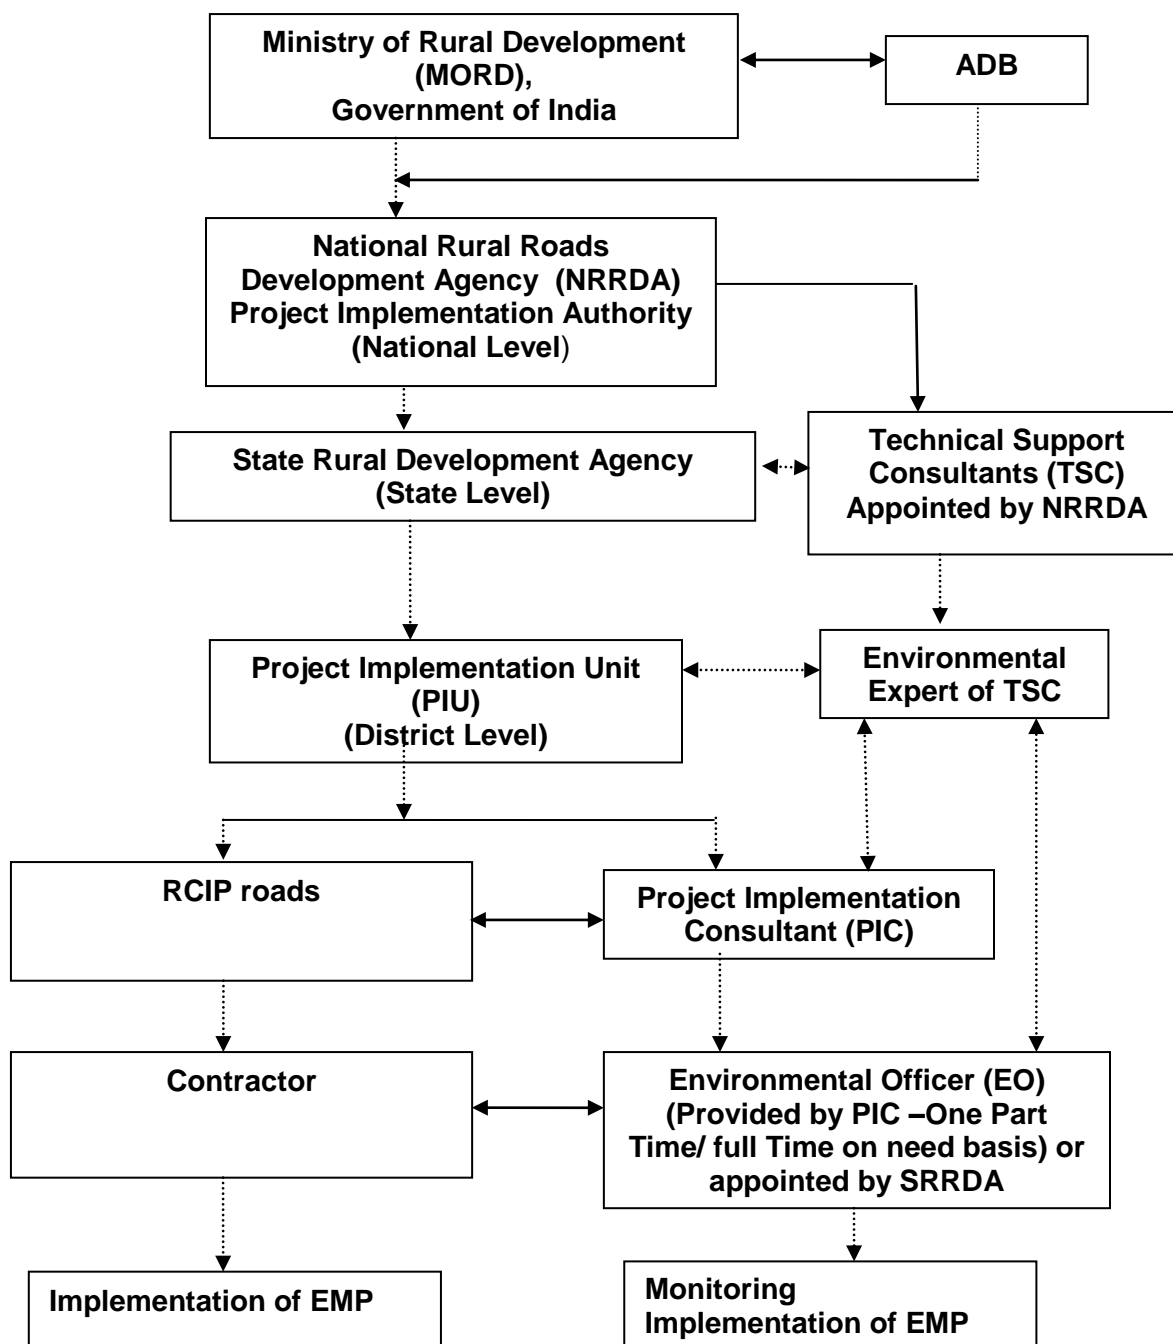 Ministry of Rural Development
(MORD),
Government of India
ADB
National Rural Roads
Development Agency (NRRDA)
Project Implementation Authority
(National Level)
State Rural Development Agency
(State Level)
Technical Support
Consultants (TSC)
Appointed by NRRDA
Project Implementation Unit
(PIU)
(District Level)
Environmental
Expert of TSC
RCIP roads
Project Implementation
Consultant (PIC)
Contractor
Environmental Officer (EO)
(Provided by PIC –One Part
Time/ full Time on need basis) or
appointed by SRRDA
Implementation of EMP
Monitoring
Implementation of EMP